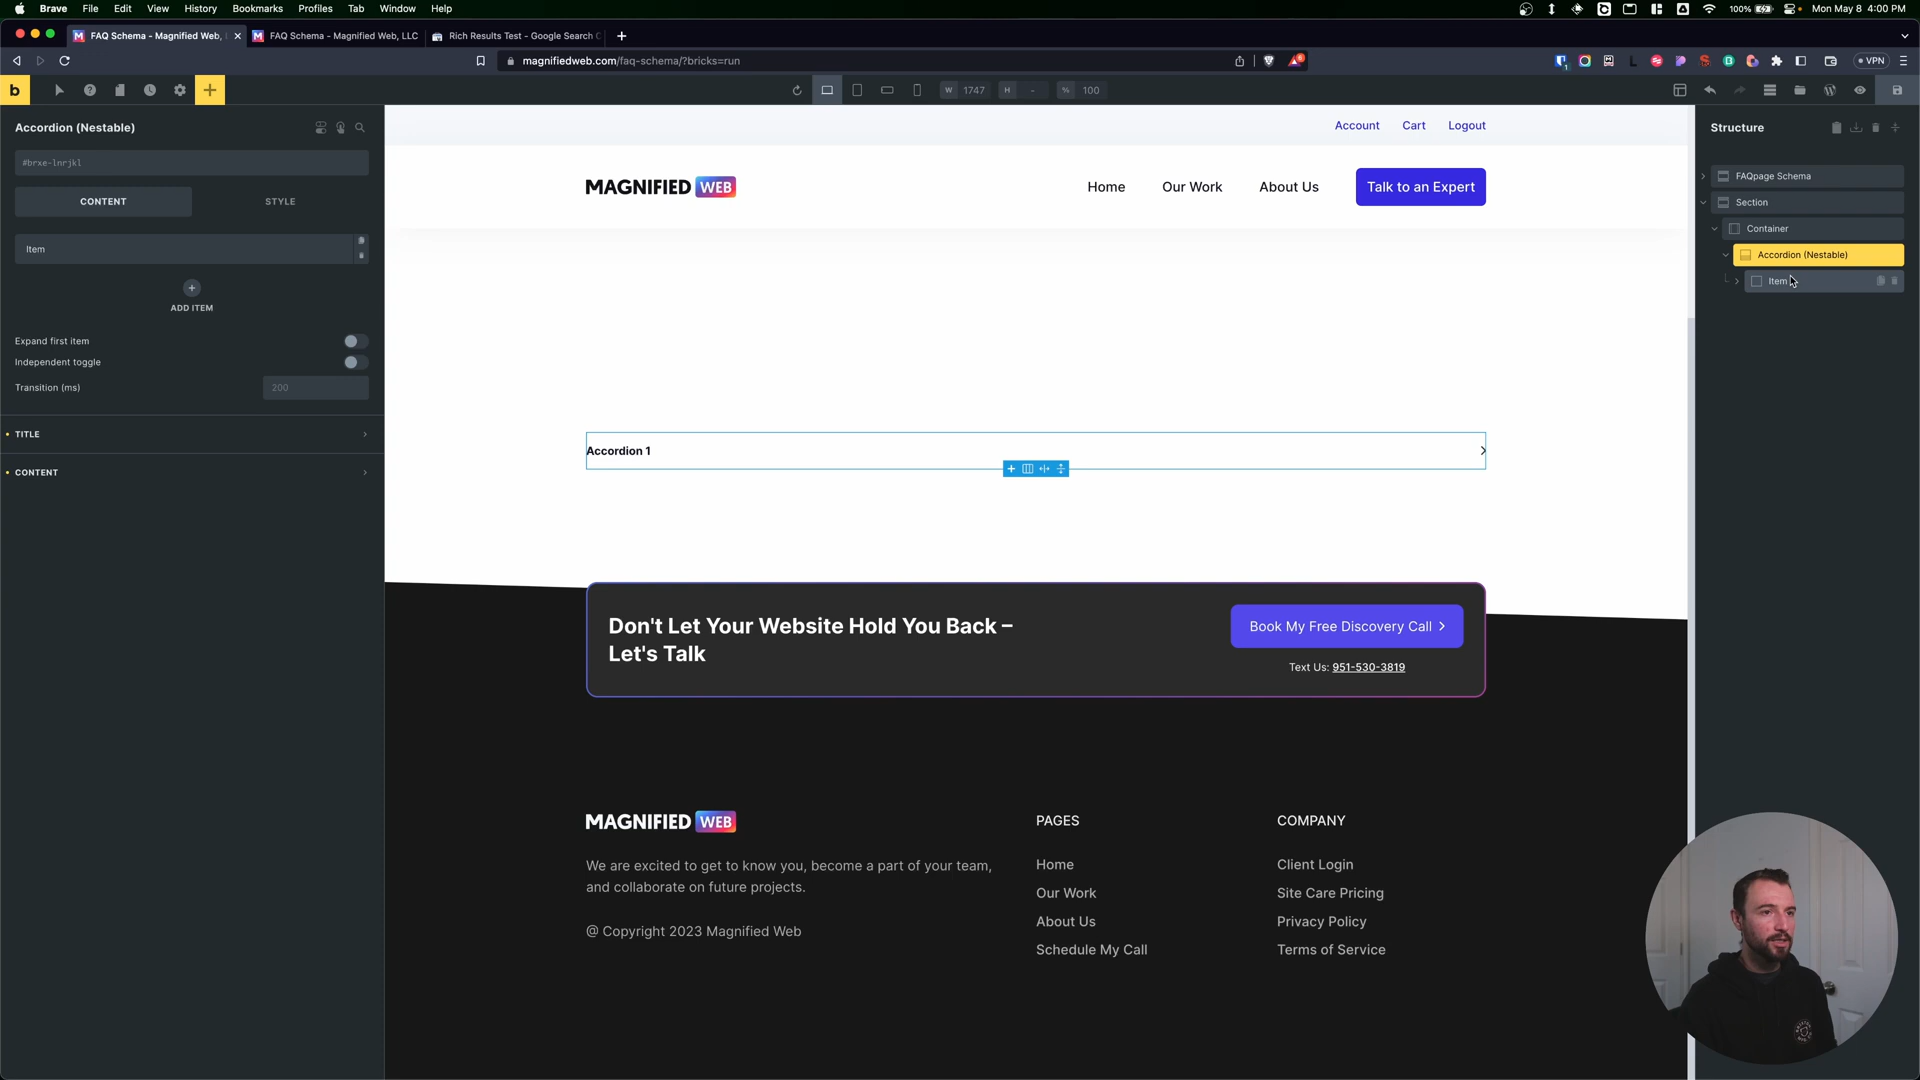 Brave File Edit View History Bookmarks Profiles Tab Window Help 100% Mon May 8 4:00 PM
FAQ Schema - Magnified Web, FAQ Schema - Magnified Web, LLC Rich Results Test - Google Search
magnifiedweb.com/faq-schema/?bricks=run VPN
b W 1747 H - % 100
Accordion (Nestable)
#brxe-lnrjkl
CONTENT STYLE
Item
ADD ITEM
Expand first item
Independent toggle
Transition (ms) 200
TITLE
CONTENT
Account Cart Logout
MAGNIFIED WEB Home Our Work About Us Talk to an Expert
Accordion 1
Don't Let Your Website Hold You Back –
Let's Talk
Book My Free Discovery Call
Text Us: 951-530-3819
MAGNIFIED WEB
We are excited to get to know you, become a part of your team,
and collaborate on future projects.
@ Copyright 2023 Magnified Web
PAGES
Home
Our Work
About Us
Schedule My Call
COMPANY
Client Login
Site Care Pricing
Privacy Policy
Terms of Service
Structure
FAQpage Schema
Section
Container
Accordion (Nestable)
Item